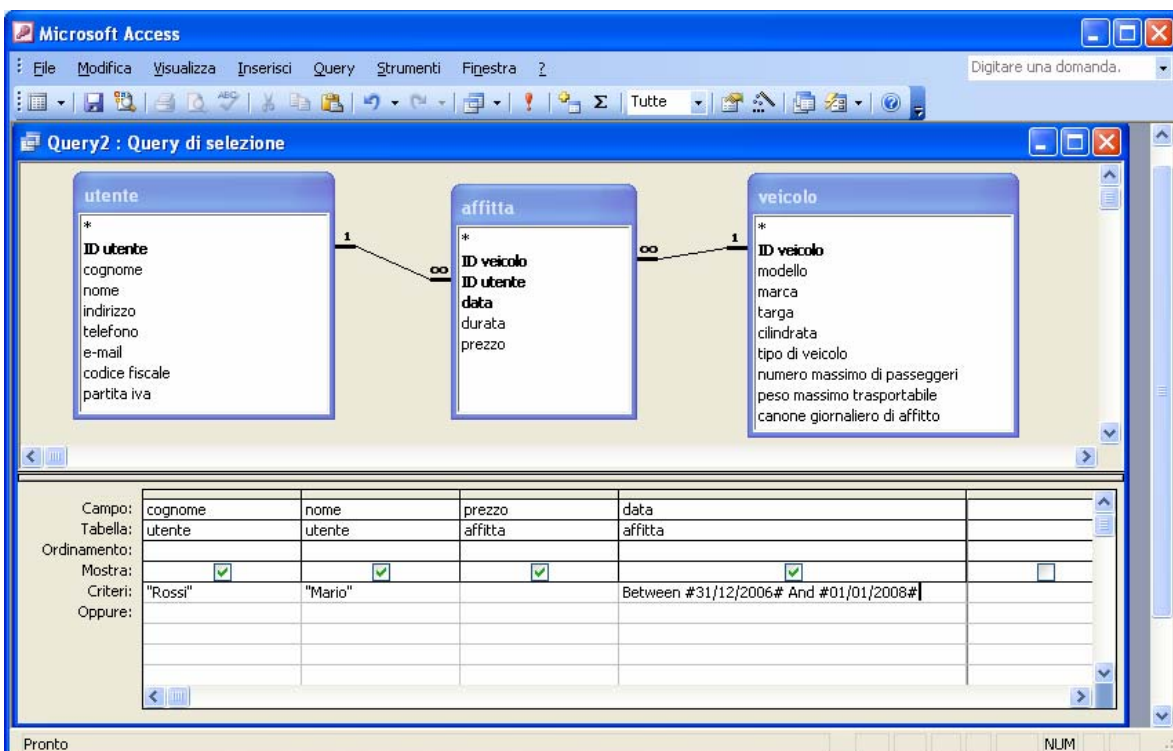 Microsoft Access
File Modifica Visualizza Inserisci Query Strumenti Finestra ? Digitare una domanda.
ABC Σ Tutte
Query2 : Query di selezione
utente
*
ID utente
cognome
nome
indirizzo
telefono
e-mail
codice fiscale
partita iva
1
∞
affitta
*
ID veicolo
ID utente
data
durata
prezzo
∞
1
veicolo
*
ID veicolo
modello
marca
targa
cilindrata
tipo di veicolo
numero massimo di passeggeri
peso massimo trasportabile
canone giornaliero di affitto
Campo: cognome nome prezzo data
Tabella: utente utente affitta affitta
Ordinamento:
Mostra:
Criteri: "Rossi" "Mario" Between #31/12/2006# And #01/01/2008#
Oppure:
Pronto NUM